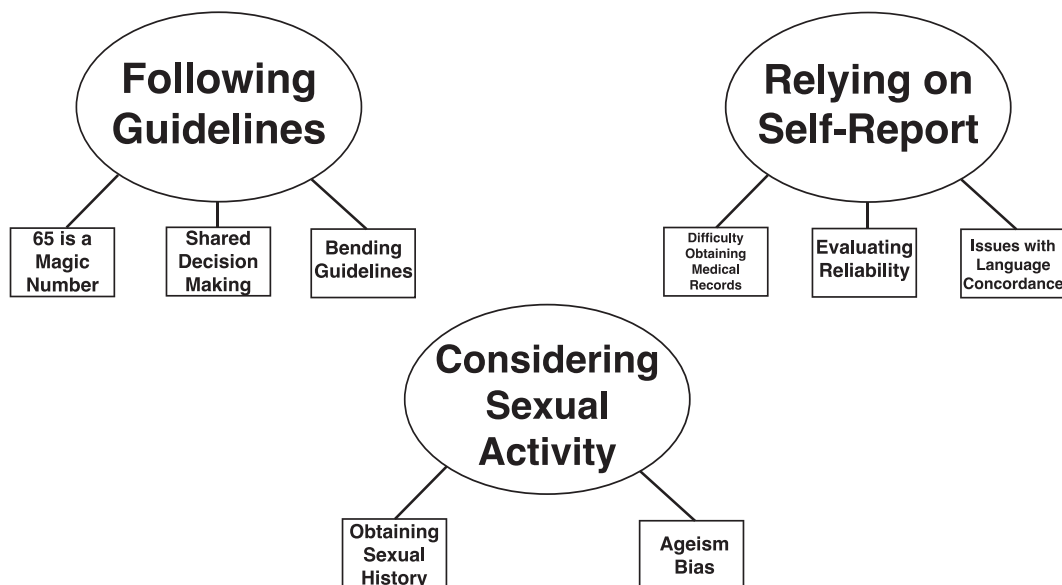 Following
Guidelines
65 is a
Magic
Number
Shared
Decision
Making
Bending
Guidelines
Relying on
Self-Report
Difficulty
Obtaining
Medical
Records
Evaluating
Reliability
Issues with
Language
Concordance
Considering
Sexual
Activity
Obtaining
Sexual
History
Ageism
Bias